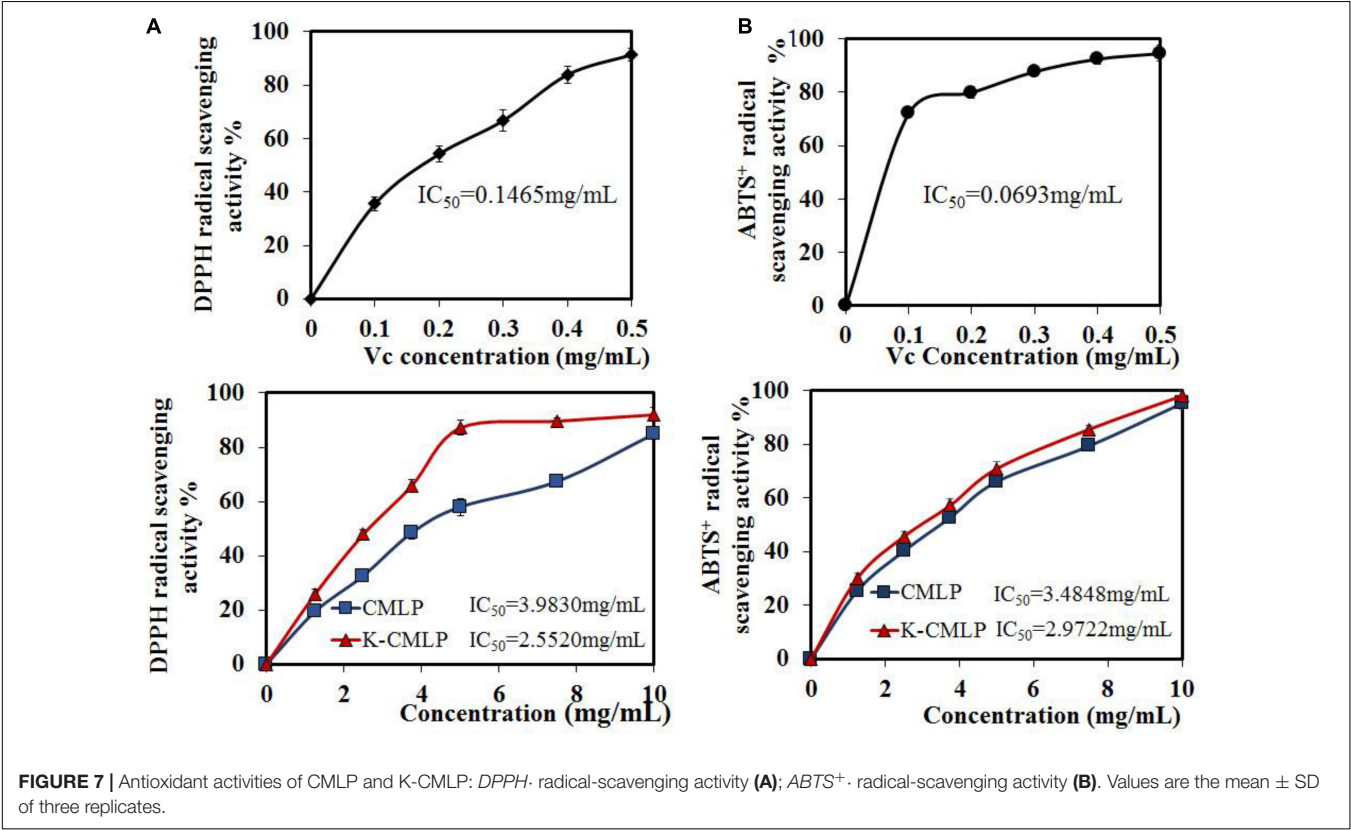 A
DPPH radical scavenging
activity %
100
80
60
40
20
0
IC50=0.1465mg/mL
0 0.1 0.2 0.3 0.4 0.5
Vc concentration (mg/mL)
B
ABTS+ radical
scavenging activity %
100
80
60
40
20
0
IC50=0.0693mg/mL
0 0.1 0.2 0.3 0.4 0.5
Vc Concentration (mg/mL)
DPPH radical scavenging
activity %
100
80
60
40
20
0
CMLP IC50=3.9830mg/mL
K-CMLP IC50=2.5520mg/mL
0 2 4 6 8 10
Concentration (mg/mL)
ABTS+ radical
scavenging activity %
100
80
60
40
20
0
CMLP IC50=3.4848mg/mL
K-CMLP IC50=2.9722mg/mL
0 2 4 6 8 10
Concentration (mg/mL)
FIGURE 7 | Antioxidant activities of CMLP and K-CMLP: DPPH· radical-scavenging activity (A); ABTS+· radical-scavenging activity (B). Values are the mean ± SD
of three replicates.